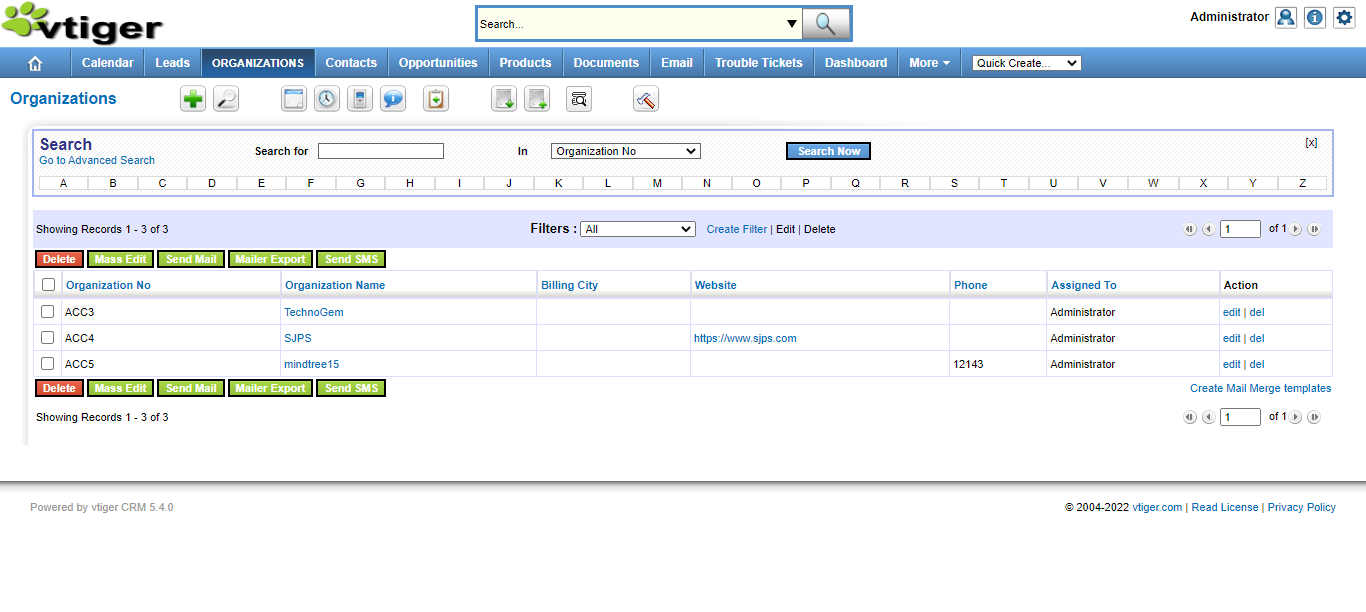 vtiger
Search...
Administrator
Calendar Leads ORGANIZATIONS Contacts Opportunities Products Documents Email Trouble Tickets Dashboard More Quick Create...
Organizations
Search
Go to Advanced Search
Search for In Organization No Search Now [x]
A B C D E F G H I J K L M N O P Q R S T U V W X Y Z
Showing Records 1 - 3 of 3 Filters : All Create Filter | Edit | Delete 1 of 1
Delete Mass Edit Send Mail Mailer Export Send SMS
Organization No Organization Name Billing City Website Phone Assigned To Action
ACC3 TechnoGem Administrator edit | del
ACC4 SJPS https://www.sjps.com Administrator edit | del
ACC5 mindtree15 12143 Administrator edit | del
Delete Mass Edit Send Mail Mailer Export Send SMS Create Mail Merge templates
Showing Records 1 - 3 of 3 1 of 1
Powered by vtiger CRM 5.4.0 © 2004-2022 vtiger.com | Read License | Privacy Policy